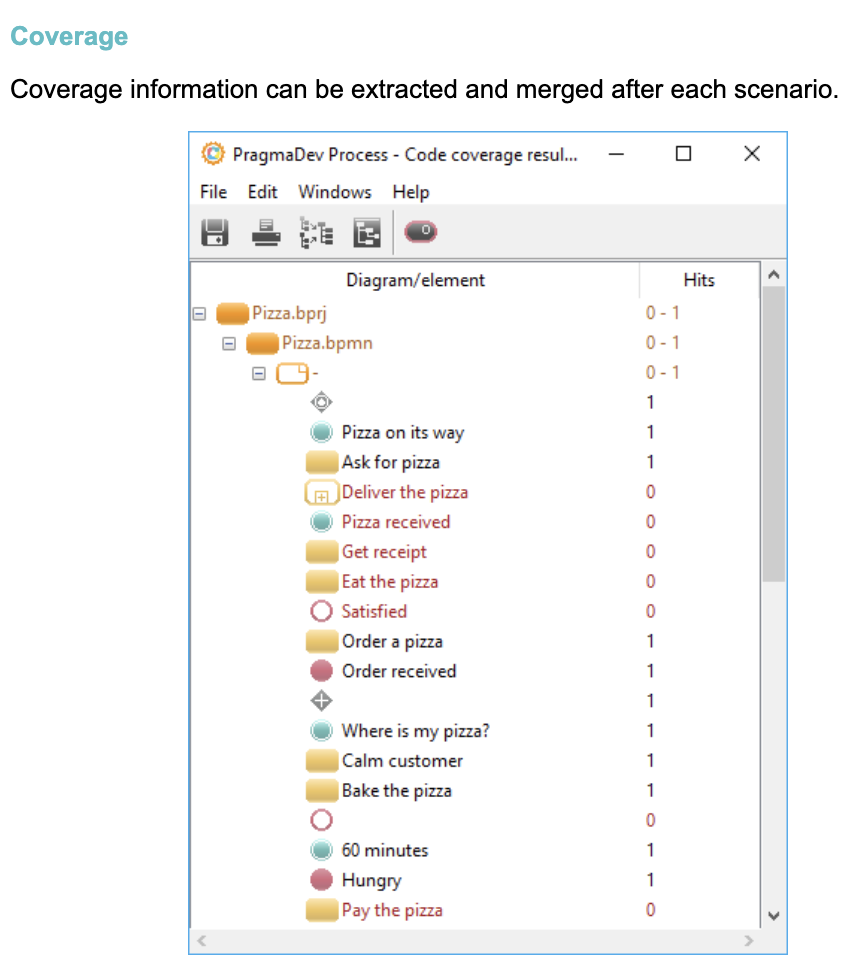 Coverage
Coverage information can be extracted and merged after each scenario.
PragmaDev Process - Code coverage resul...
File Edit Windows Help
Diagram/element Hits
Pizza.bprj 0 - 1
Pizza.bpmn 0 - 1
- 0 - 1
1
Pizza on its way 1
Ask for pizza 1
Deliver the pizza 0
Pizza received 0
Get receipt 0
Eat the pizza 0
Satisfied 0
Order a pizza 1
Order received 1
1
Where is my pizza? 1
Calm customer 1
Bake the pizza 1
0
60 minutes 1
Hungry 1
Pay the pizza 0